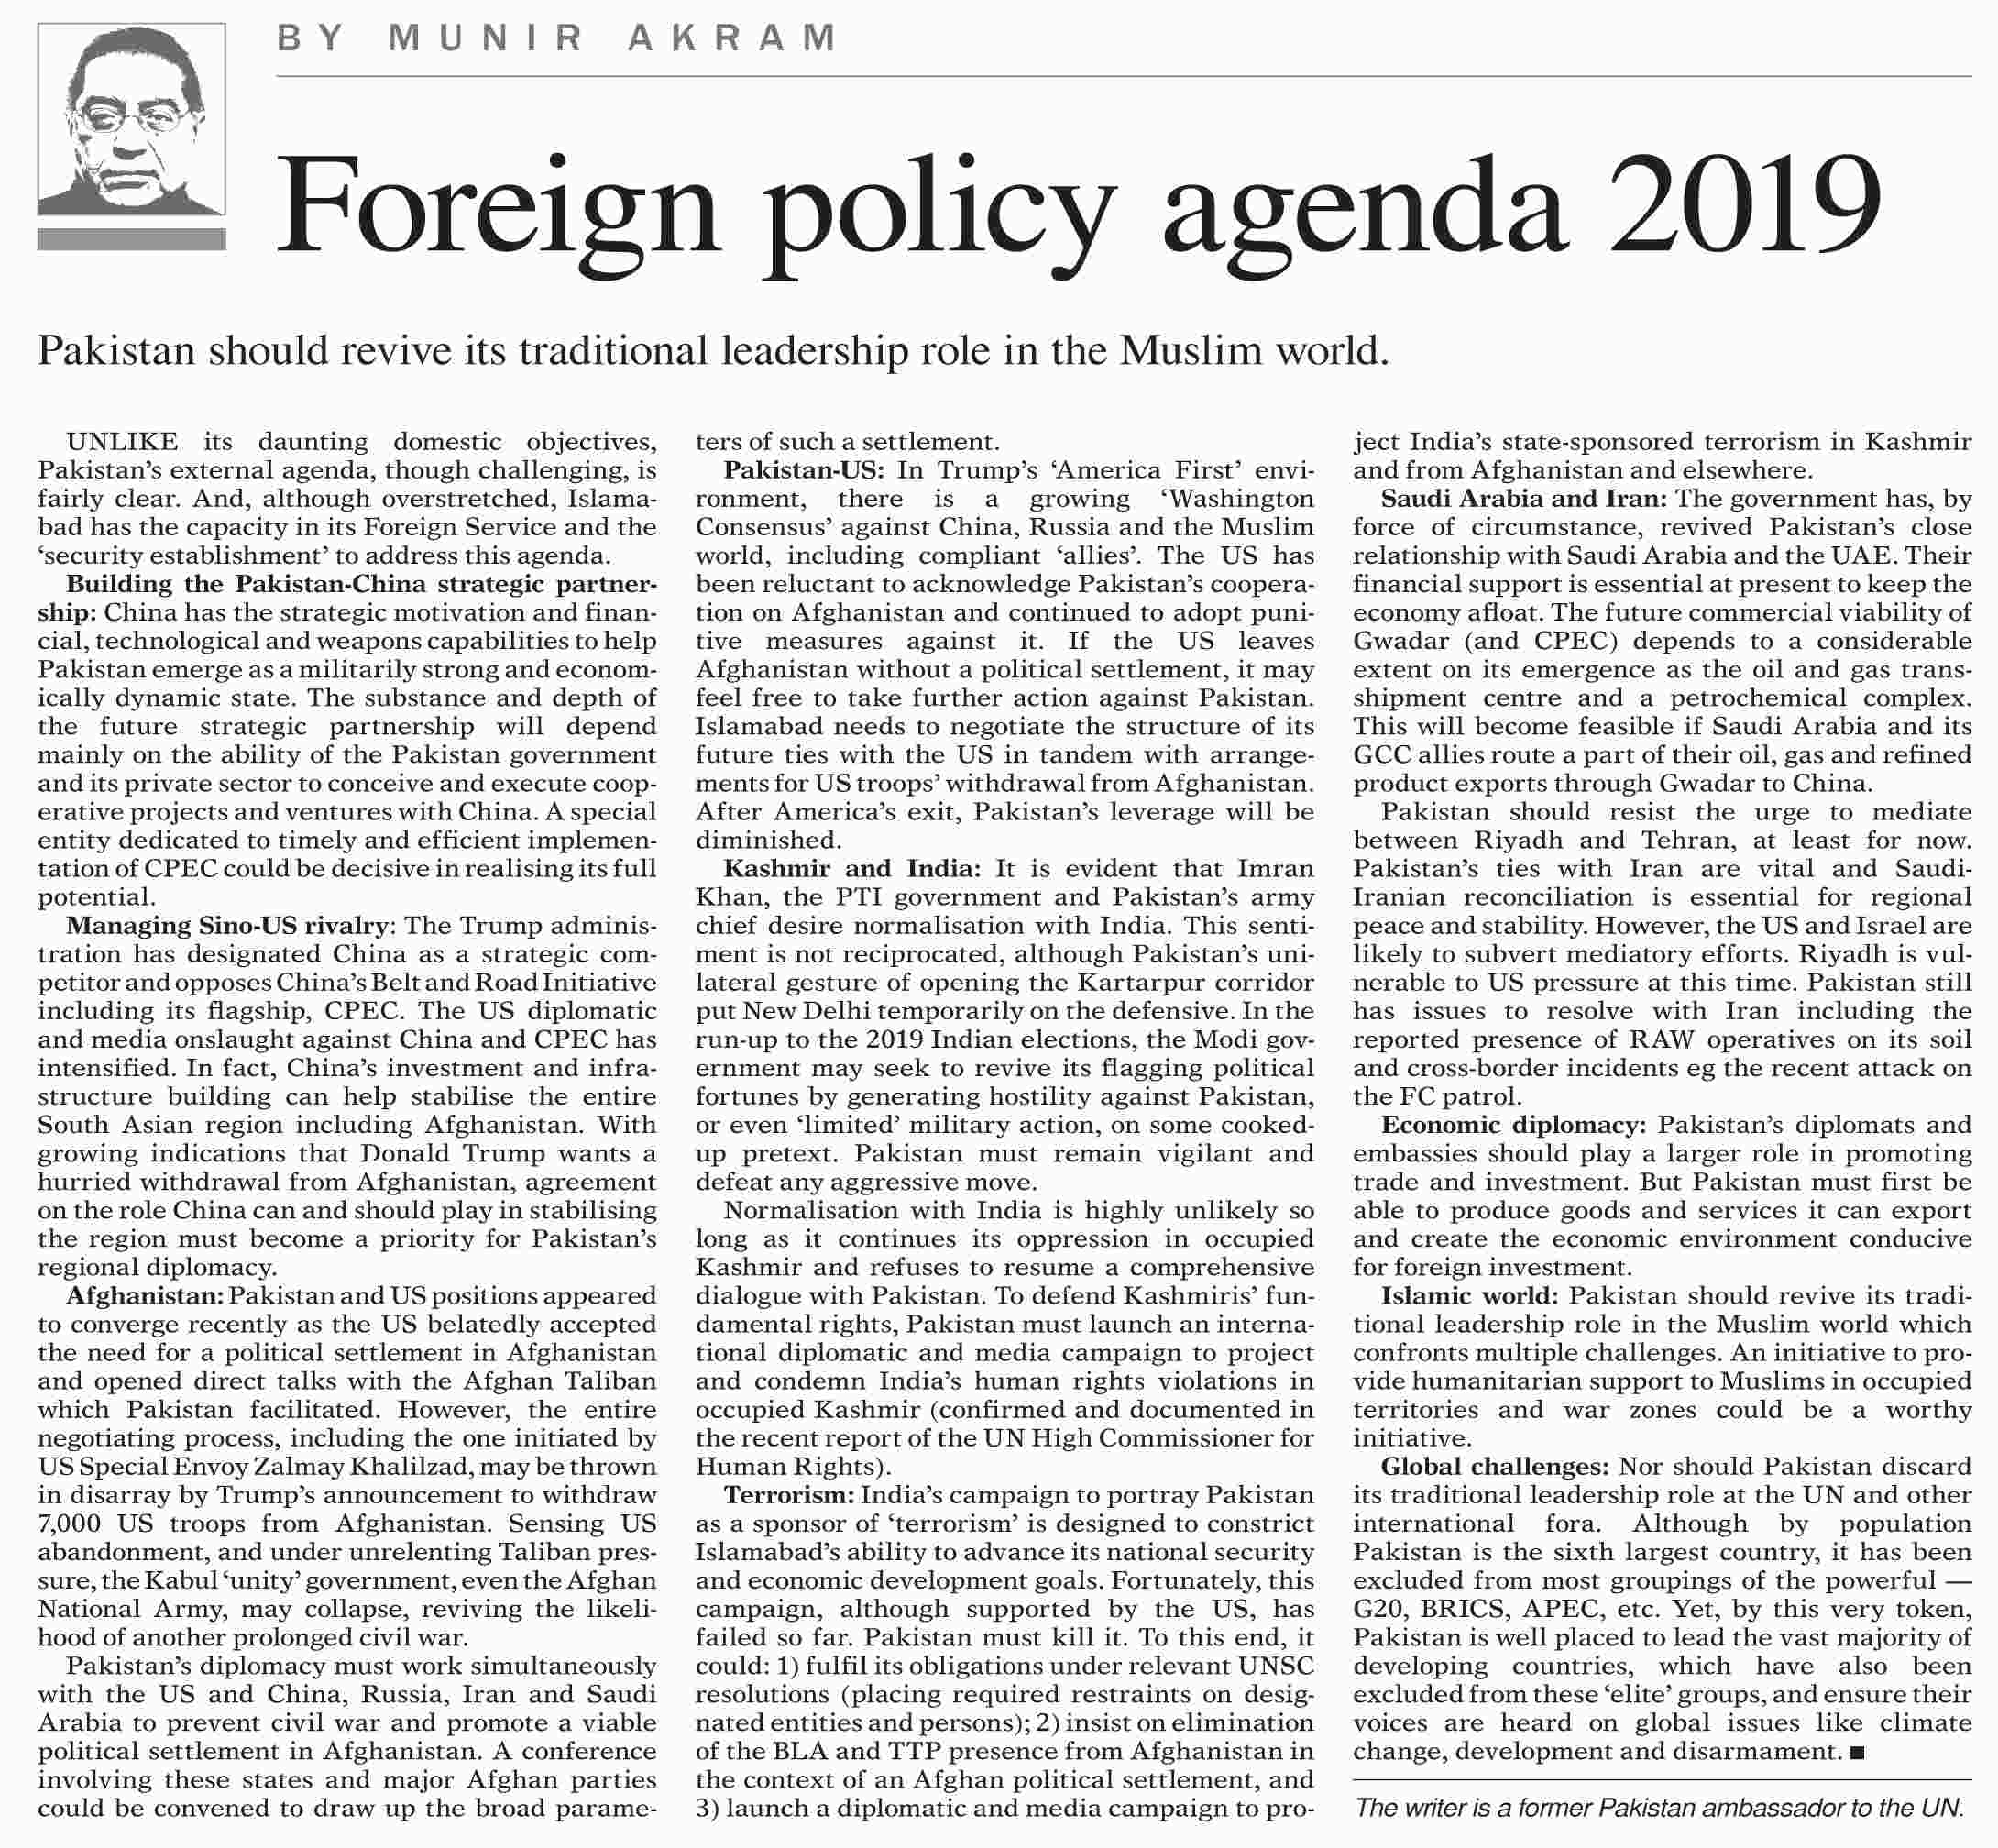 BY MUNIR AKRAM
Foreign policy agenda 2019
Pakistan should revive its traditional leadership role in the Muslim world.
UNLIKE its daunting domestic objectives,
Pakistan's external agenda, though challenging, is
fairly clear. And, although overstretched, Islama-
bad has the capacity in its Foreign Service and the
‘security establishment’ to address this agenda.
Building the Pakistan-China strategic partner-
ship: China has the strategic motivation and finan-
cial, technological and weapons capabilities to help
Pakistan emerge as a militarily strong and econom-
ically dynamic state. The substance and depth of
the future strategic partnership will depend
mainly on the ability of the Pakistan government
and its private sector to conceive and execute coop-
erative projects and ventures with China. A special
entity dedicated to timely and efficient implemen-
tation of CPEC could be decisive in realising its full
potential.
Managing Sino-US rivalry: The Trump adminis-
tration has designated China as a strategic com-
petitor and opposes China’s Belt and Road Initiative
including its flagship, CPEC. The US diplomatic
and media onslaught against China and CPEC has
intensified. In fact, China’s investment and infra-
structure building can help stabilise the entire
South Asian region including Afghanistan. With
growing indications that Donald Trump wants a
hurried withdrawal from Afghanistan, agreement
on the role China can and should play in stabilising
the region must become a priority for Pakistan’s
regional diplomacy.
Afghanistan: Pakistan and US positions appeared
to converge recently as the US belatedly accepted
the need for a political settlement in Afghanistan
and opened direct talks with the Afghan Taliban
which Pakistan facilitated. However, the entire
negotiating process, including the one initiated by
US Special Envoy Zalmay Khalilzad, may be thrown
in disarray by Trump’s announcement to withdraw
7,000 US troops from Afghanistan. Sensing US
abandonment, and under unrelenting Taliban pres-
sure, the Kabul ‘unity’ government, even the Afghan
National Army, may collapse, reviving the likeli-
hood of another prolonged civil war.
Pakistan’s diplomacy must work simultaneously
with the US and China, Russia, Iran and Saudi
Arabia to prevent civil war and promote a viable
political settlement in Afghanistan. A conference
involving these states and major Afghan parties
could be convened to draw up the broad parame-
ters of such a settlement.
Pakistan-US: In Trump’s ‘America First’ envi-
ronment, there is a growing ‘Washington
Consensus’ against China, Russia and the Muslim
world, including compliant ‘allies’. The US has
been reluctant to acknowledge Pakistan’s coopera-
tion on Afghanistan and continued to adopt puni-
tive measures against it. If the US leaves
Afghanistan without a political settlement, it may
feel free to take further action against Pakistan.
Islamabad needs to negotiate the structure of its
future ties with the US in tandem with arrange-
ments for US troops’ withdrawal from Afghanistan.
After America’s exit, Pakistan’s leverage will be
diminished.
Kashmir and India: It is evident that Imran
Khan, the PTI government and Pakistan’s army
chief desire normalisation with India. This senti-
ment is not reciprocated, although Pakistan’s uni-
lateral gesture of opening the Kartarpur corridor
put New Delhi temporarily on the defensive. In the
run-up to the 2019 Indian elections, the Modi gov-
ernment may seek to revive its flagging political
fortunes by generating hostility against Pakistan,
or even ‘limited’ military action, on some cooked-
up pretext. Pakistan must remain vigilant and
defeat any aggressive move.
Normalisation with India is highly unlikely so
long as it continues its oppression in occupied
Kashmir and refuses to resume a comprehensive
dialogue with Pakistan. To defend Kashmiris’ fun-
damental rights, Pakistan must launch an interna-
tional diplomatic and media campaign to project
and condemn India’s human rights violations in
occupied Kashmir (confirmed and documented in
the recent report of the UN High Commissioner for
Human Rights).
Terrorism: India’s campaign to portray Pakistan
as a sponsor of ‘terrorism’ is designed to constrict
Islamabad’s ability to advance its national security
and economic development goals. Fortunately, this
campaign, although supported by the US, has
failed so far. Pakistan must kill it. To this end, it
could: 1) fulfil its obligations under relevant UNSC
resolutions (placing required restraints on desig-
nated entities and persons); 2) insist on elimination
of the BLA and TTP presence from Afghanistan in
the context of an Afghan political settlement, and
3) launch a diplomatic and media campaign to pro-
ject India’s state-sponsored terrorism in Kashmir
and from Afghanistan and elsewhere.
Saudi Arabia and Iran: The government has, by
force of circumstance, revived Pakistan’s close
relationship with Saudi Arabia and the UAE. Their
financial support is essential at present to keep the
economy afloat. The future commercial viability of
Gwadar (and CPEC) depends to a considerable
extent on its emergence as the oil and gas trans-
shipment centre and a petrochemical complex.
This will become feasible if Saudi Arabia and its
GCC allies route a part of their oil, gas and refined
product exports through Gwadar to China.
Pakistan should resist the urge to mediate
between Riyadh and Tehran, at least for now.
Pakistan’s ties with Iran are vital and Saudi-
Iranian reconciliation is essential for regional
peace and stability. However, the US and Israel are
likely to subvert mediatory efforts. Riyadh is vul-
nerable to US pressure at this time. Pakistan still
has issues to resolve with Iran including the
reported presence of RAW operatives on its soil
and cross-border incidents eg the recent attack on
the FC patrol.
Economic diplomacy: Pakistan’s diplomats and
embassies should play a larger role in promoting
trade and investment. But Pakistan must first be
able to produce goods and services it can export
and create the economic environment conducive
for foreign investment.
Islamic world: Pakistan should revive its tradi-
tional leadership role in the Muslim world which
confronts multiple challenges. An initiative to pro-
vide humanitarian support to Muslims in occupied
territories and war zones could be a worthy
initiative.
Global challenges: Nor should Pakistan discard
its traditional leadership role at the UN and other
international fora. Although by population
Pakistan is the sixth largest country, it has been
excluded from most groupings of the powerful —
G20, BRICS, APEC, etc. Yet, by this very token,
Pakistan is well placed to lead the vast majority of
developing countries, which have also been
excluded from these ‘elite’ groups, and ensure their
voices are heard on global issues like climate
change, development and disarmament. ■
The writer is a former Pakistan ambassador to the UN.